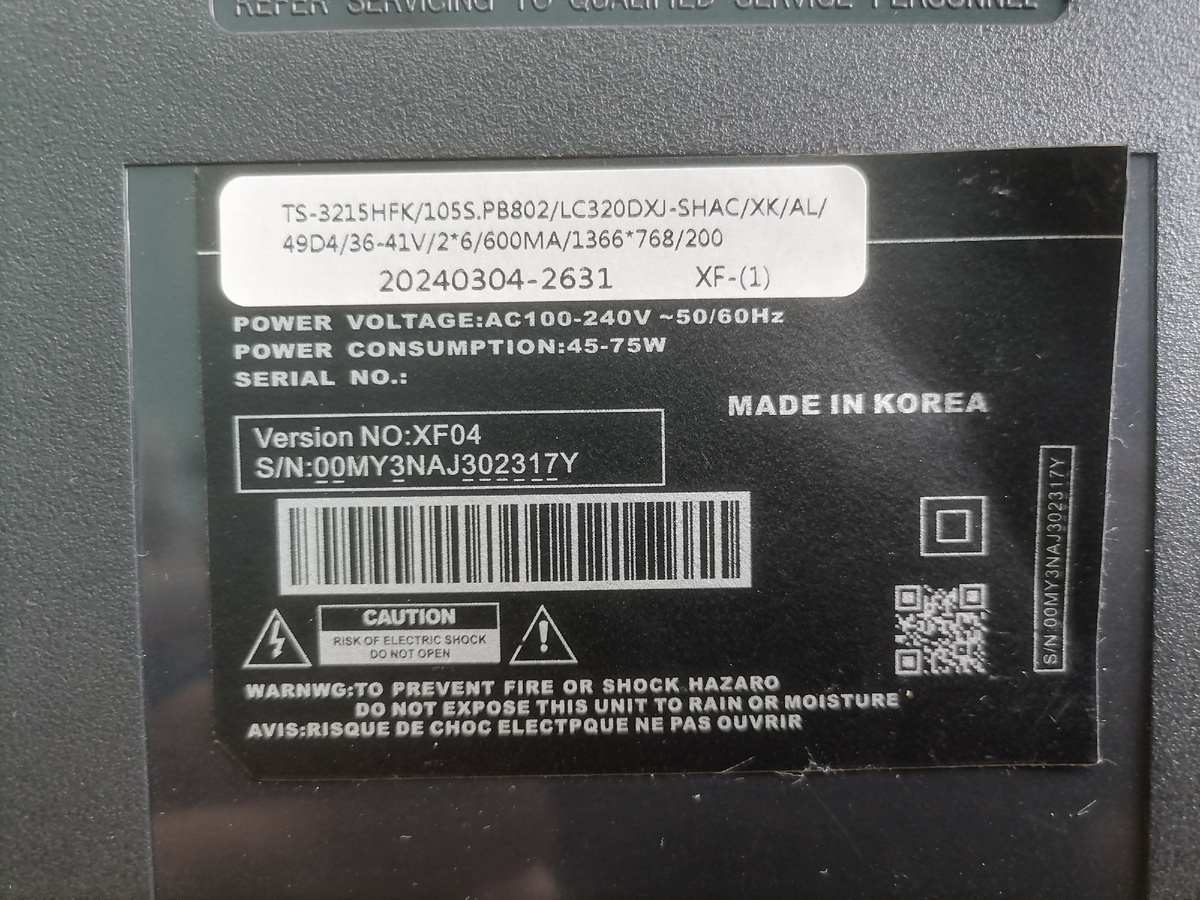 REFER SERVICING TO QUALIFIED SERVICE PERSONNEL
TS-3215HFK/105S.PB802/LC320DXJ-SHAC/XK/AL/
49D4/36-41V/2*6/600MA/1366*768/200
20240304-2631 XF-(1)
POWER VOLTAGE:AC100-240V ~50/60Hz
POWER CONSUMPTION:45-75W
SERIAL NO.:
MADE IN KOREA
Version NO:XF04
S/N:00MY3NAJ302317Y
S/N 00MY3NAJ302317Y
CAUTION
RISK OF ELECTRIC SHOCK
DO NOT OPEN
WARNWG:TO PREVENT FIRE OR SHOCK HAZARO
DO NOT EXPOSE THIS UNIT TO RAIN OR MOISTURE
AVIS:RISQUE DE CHOC ELECTPQUE NE PAS OUVRIR